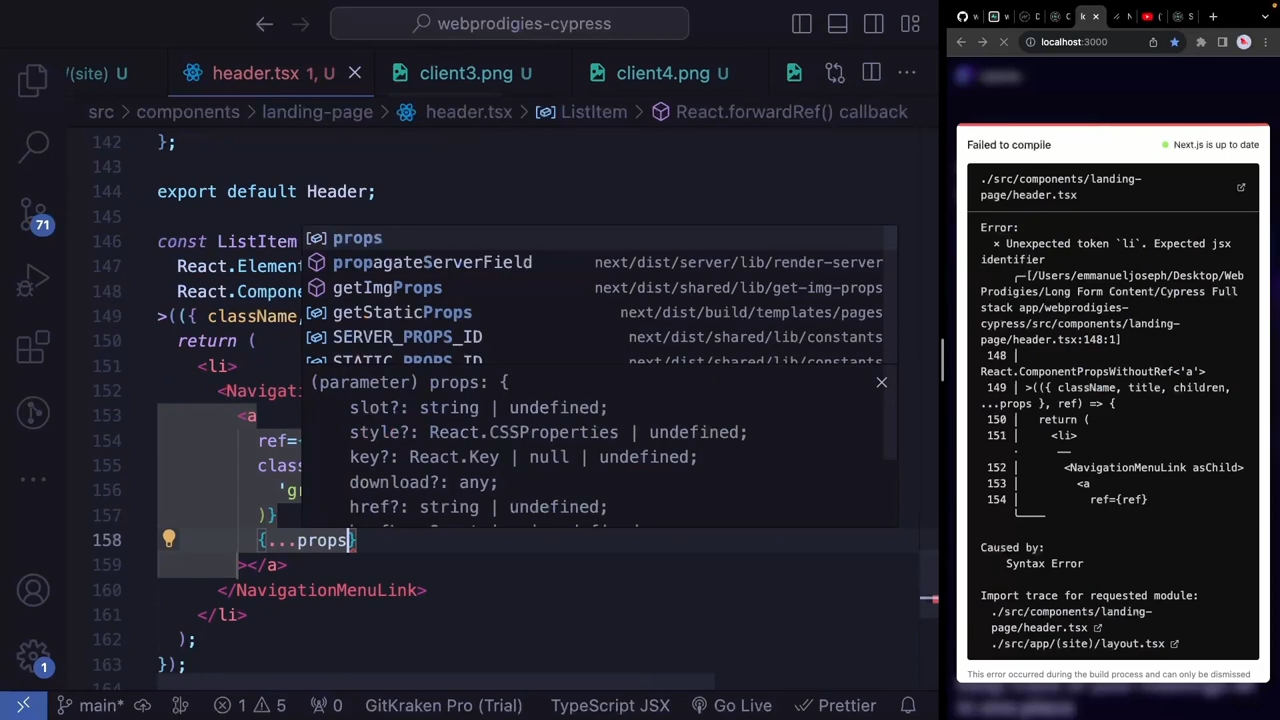 webprodigies-cypress
/(site) U
header.tsx 1, U
client3.png U
client4.png U
localhost:3000
src > components > landing-page > header.tsx > ListItem > React.forwardRef() callback
142 };
143
144 export default Header;
145
146 const ListItem
147 React.Elemen
148 React.Compon
149 >(({ className,
150 return (
151 <li>
152 <Navigati
153 <a
154 ref={
155 class
156 'gr
157 )}
158 {...props}
159 ></a>
160 </NavigationMenuLink>
161 </li>
162 );
163 });
164
props
propagateServerField next/dist/server/lib/render-server
getImgProps next/dist/shared/lib/get-img-props
getStaticProps next/dist/build/templates/pages
SERVER_PROPS_ID next/dist/shared/lib/constants
STATIC_PROPS_ID next/dist/shared/lib/constants
(parameter) props: {
slot?: string | undefined;
style?: React.CSSProperties | undefined;
key?: React.Key | null | undefined;
download?: any;
href?: string | undefined;
71
1
main*
1 5
0
GitKraken Pro (Trial)
TypeScript JSX
Go Live
Prettier
Failed to compile
Next.js is up to date
./src/components/landing-
page/header.tsx
Error:
× Unexpected token `li`. Expected jsx
identifier
╭─[/Users/emmanueljoseph/Desktop/Web
Prodigies/Long Form Content/Cypress Full
stack app/webprodigies-
cypress/src/components/landing-
page/header.tsx:148:1]
148 |
React.ComponentPropsWithoutRef<'a'>
149 | >(({ className, title, children,
...props }, ref) => {
150 | return (
151 | <li>
152 | <NavigationMenuLink asChild>
153 | <a
154 | ref={ref}
Caused by:
Syntax Error
Import trace for requested module:
./src/components/landing-
page/header.tsx
./src/app/(site)/layout.tsx
This error occurred during the build process and can only be dismissed